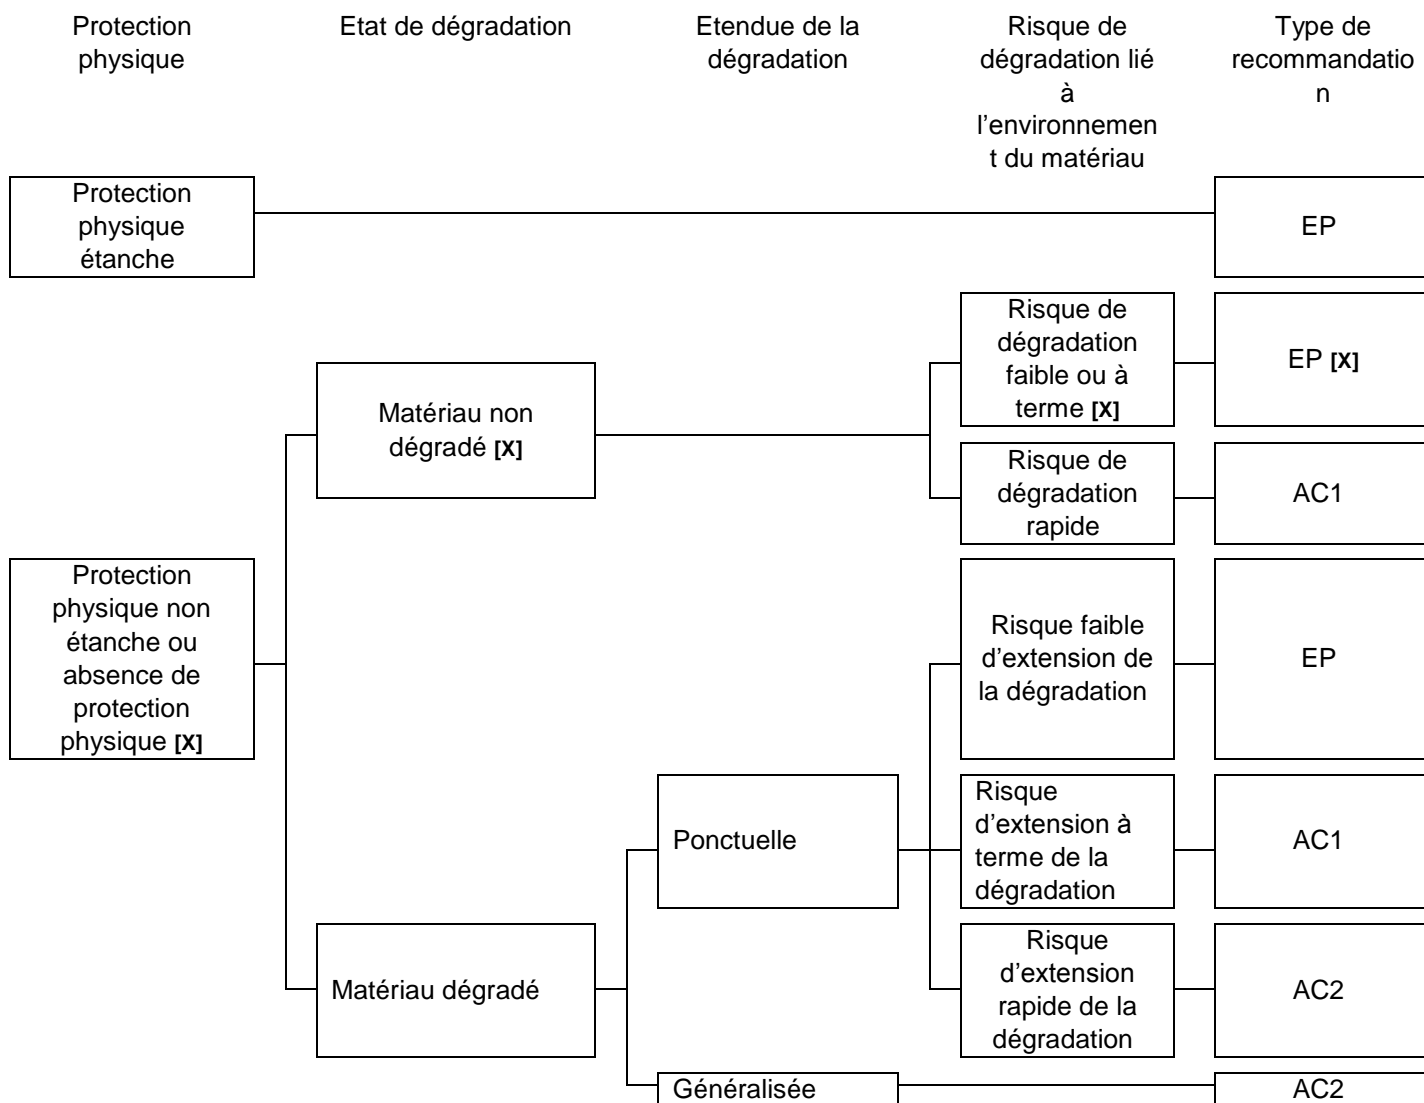 Protection
physique
Etat de dégradation
Etendue de la
dégradation
Risque de
dégradation lié
à
l’environnemen
t du matériau
Type de
recommandatio
n
Protection
physique
étanche
EP
Risque de
dégradation
faible ou à
terme [X]
EP [X]
Matériau non
dégradé [X]
Risque de
dégradation
rapide
AC1
Protection
physique non
étanche ou
absence de
protection
physique [X]
Risque faible
d’extension de
la dégradation
EP
Ponctuelle
Risque
d’extension à
terme de la
dégradation
AC1
Matériau dégradé
Risque
d’extension
rapide de la
dégradation
AC2
Généralisée
AC2